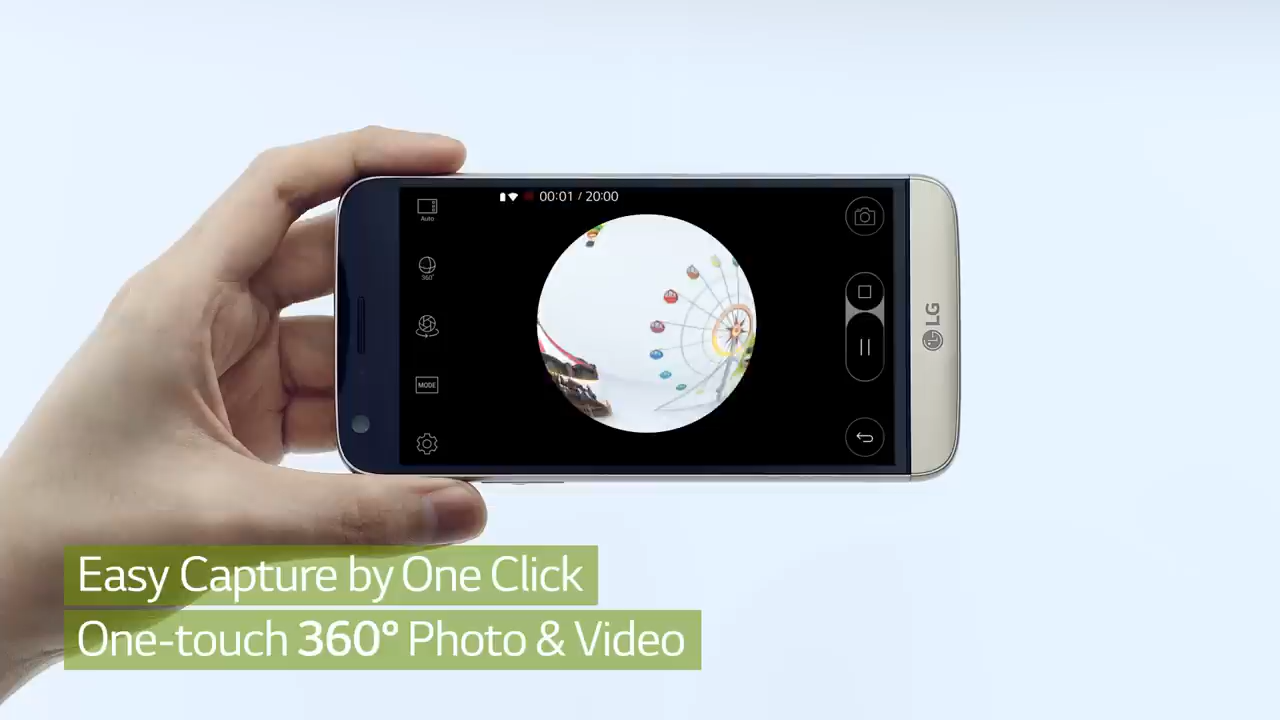 00:01 / 20:00
Auto
360°
MODE
LG
Easy Capture by One Click
One-touch 360° Photo & Video